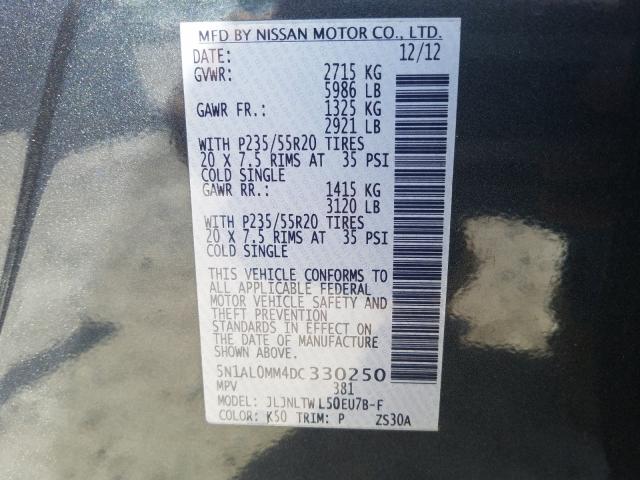 MFD BY NISSAN MOTOR CO., LTD.
DATE: 12/12
GVWR: 2715 KG
5986 LB
GAWR FR.: 1325 KG
2921 LB
WITH P235/55R20 TIRES
20 X 7.5 RIMS AT 35 PSI
COLD SINGLE
GAWR RR.: 1415 KG
3120 LB
WITH P235/55R20 TIRES
20 X 7.5 RIMS AT 35 PSI
COLD SINGLE
THIS VEHICLE CONFORMS TO
ALL APPLICABLE FEDERAL
MOTOR VEHICLE SAFETY AND
THEFT PREVENTION
STANDARDS IN EFFECT ON
THE DATE OF MANUFACTURE
SHOWN ABOVE.
5N1AL0MM4DC330250
MPV 381
MODEL: JLJNLTWL50EU7B-F
COLOR: K50 TRIM: P ZS30A